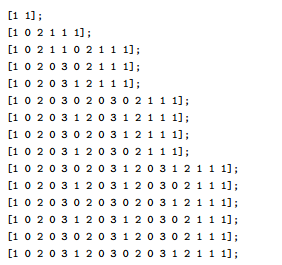 [1 1];
[1 0 2 1 1 1];
[1 0 2 1 1 0 2 1 1 1];
[1 0 2 0 3 0 2 1 1 1];
[1 0 2 0 3 1 2 1 1 1];
[1 0 2 0 3 0 2 0 3 0 2 1 1 1];
[1 0 2 0 3 1 2 0 3 1 2 1 1 1];
[1 0 2 0 3 0 2 0 3 1 2 1 1 1];
[1 0 2 0 3 1 2 0 3 0 2 1 1 1];
[1 0 2 0 3 0 2 0 3 1 2 0 3 1 2 1 1 1];
[1 0 2 0 3 1 2 0 3 1 2 0 3 0 2 1 1 1];
[1 0 2 0 3 0 2 0 3 0 2 0 3 1 2 1 1 1];
[1 0 2 0 3 1 2 0 3 1 2 0 3 0 2 1 1 1];
[1 0 2 0 3 0 2 0 3 1 2 0 3 0 2 1 1 1];
[1 0 2 0 3 1 2 0 3 0 2 0 3 1 2 1 1 1];